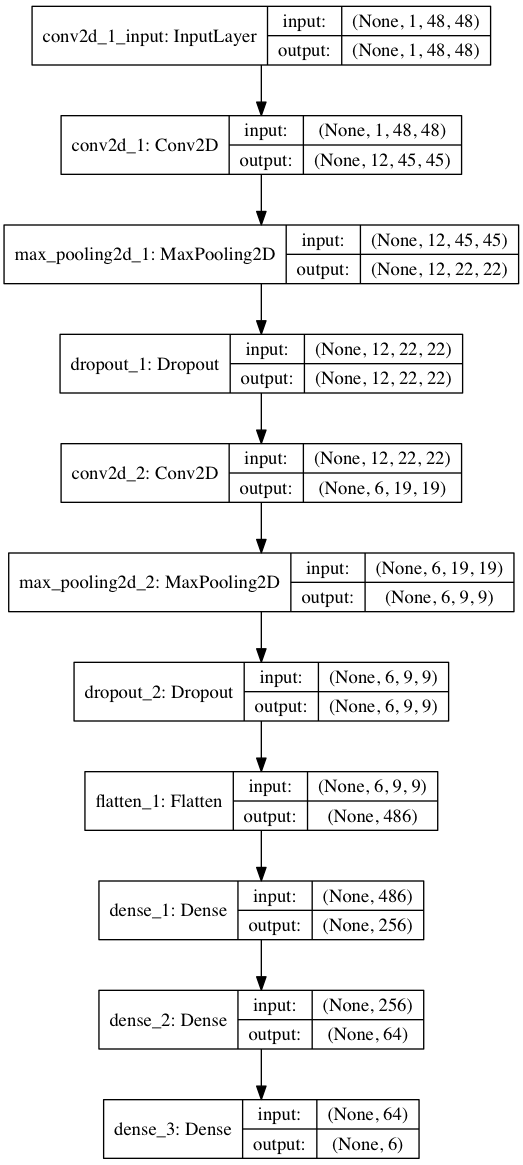 conv2d_1_input: InputLayer
input: (None, 1, 48, 48)
output: (None, 1, 48, 48)
conv2d_1: Conv2D
input: (None, 1, 48, 48)
output: (None, 12, 45, 45)
max_pooling2d_1: MaxPooling2D
input: (None, 12, 45, 45)
output: (None, 12, 22, 22)
dropout_1: Dropout
input: (None, 12, 22, 22)
output: (None, 12, 22, 22)
conv2d_2: Conv2D
input: (None, 12, 22, 22)
output: (None, 6, 19, 19)
max_pooling2d_2: MaxPooling2D
input: (None, 6, 19, 19)
output: (None, 6, 9, 9)
dropout_2: Dropout
input: (None, 6, 9, 9)
output: (None, 6, 9, 9)
flatten_1: Flatten
input: (None, 6, 9, 9)
output: (None, 486)
dense_1: Dense
input: (None, 486)
output: (None, 256)
dense_2: Dense
input: (None, 256)
output: (None, 64)
dense_3: Dense
input: (None, 64)
output: (None, 6)